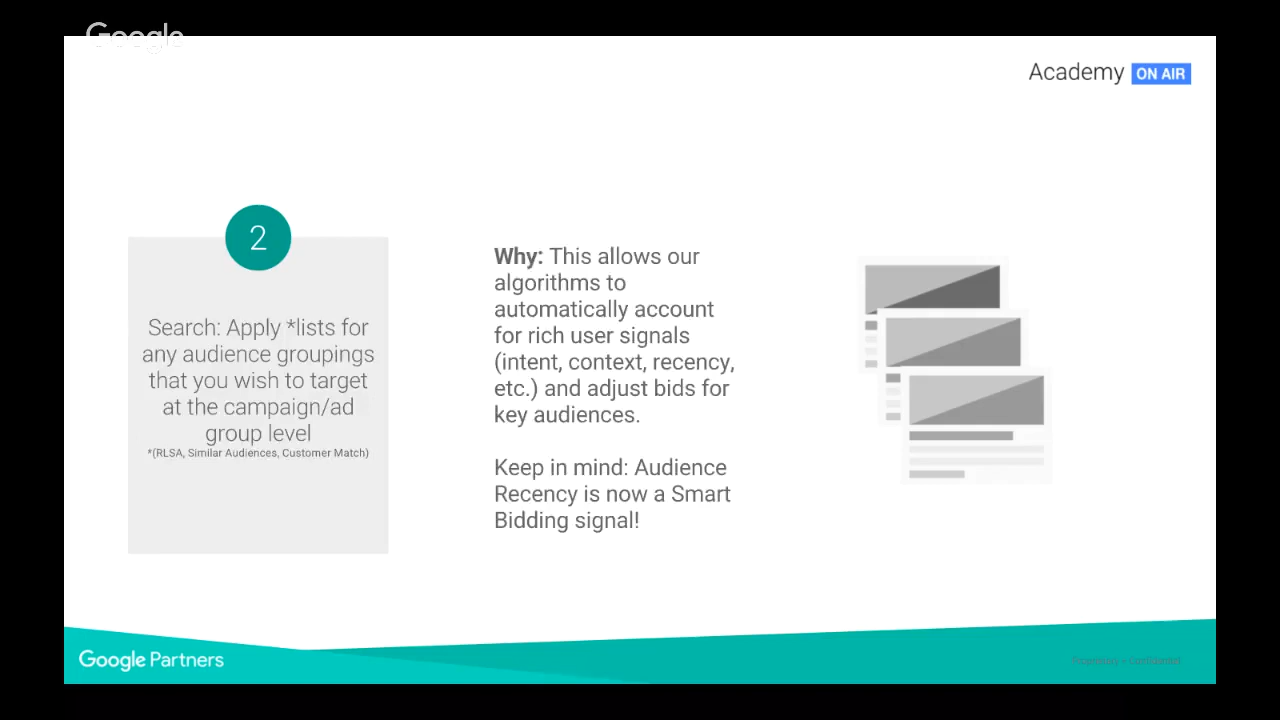 Google
Academy ON AIR
2
Search: Apply *lists for
any audience groupings
that you wish to target
at the campaign/ad
group level
*(RLSA, Similar Audiences, Customer Match)
Why: This allows our
algorithms to
automatically account
for rich user signals
(intent, context, recency,
etc.) and adjust bids for
key audiences.
Keep in mind: Audience
Recency is now a Smart
Bidding signal!
Google Partners
Proprietary + Confidential